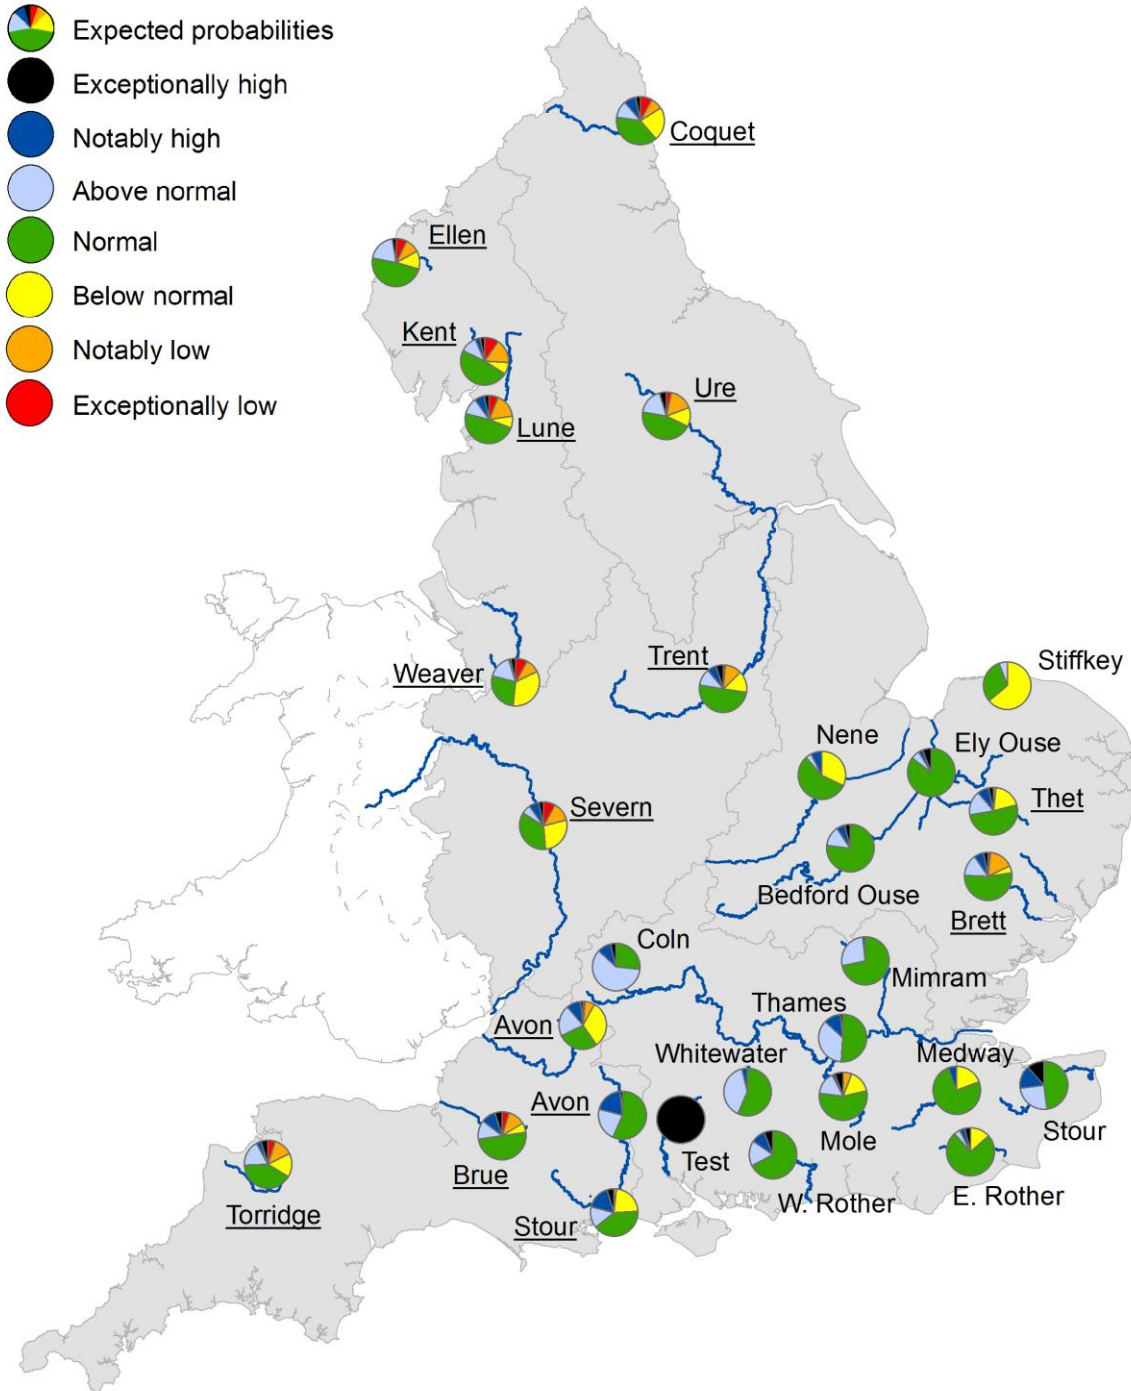 Expected probabilities
Exceptionally high
Notably high
Above normal
Normal
Below normal
Notably low
Exceptionally low
Coquet
Ellen
Kent
Lune
Ure
Weaver
Trent
Stiffkey
Nene
Ely Ouse
Thet
Severn
Bedford Ouse
Brett
Coln
Mimram
Thames
Avon
Whitewater
Medway
Avon
Test
Mole
Stour
Brue
W. Rother
E. Rother
Torridge
Stour